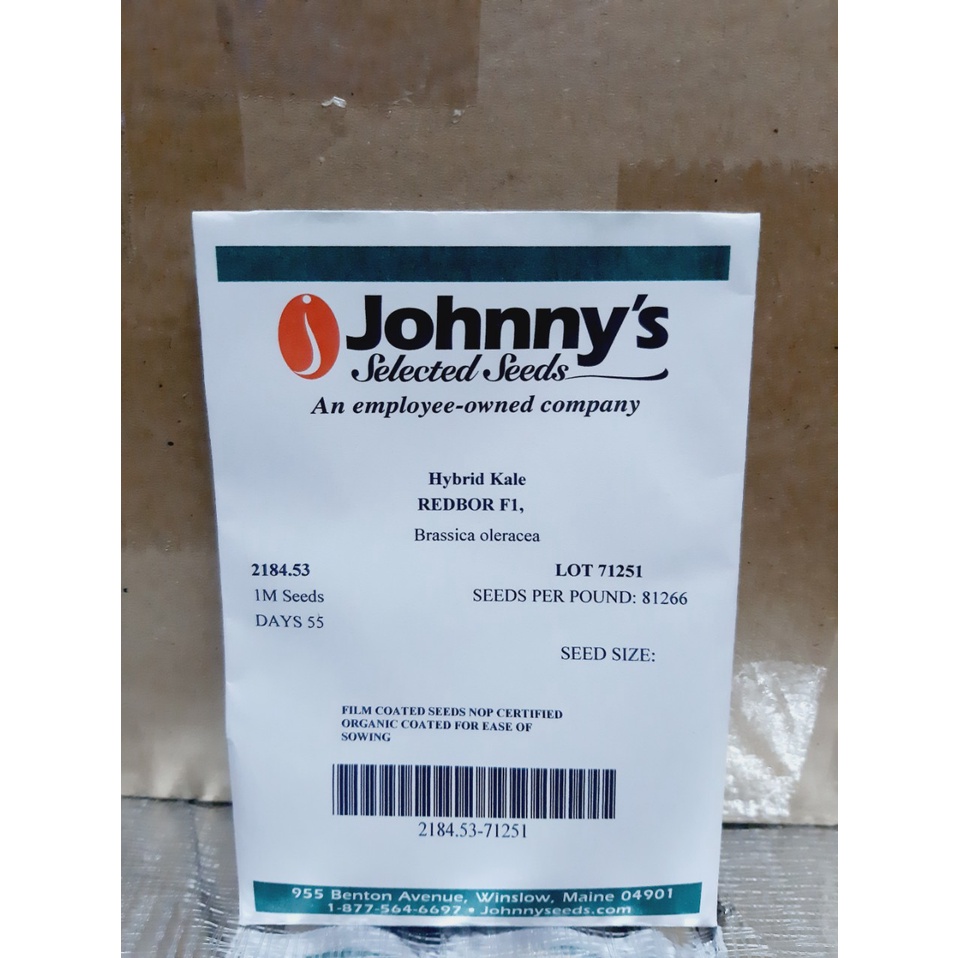 Johnny's
Selected Seeds
An employee-owned company
Hybrid Kale
REDBOR F1,
Brassica oleracea
2184.53
LOT 71251
1M Seeds
SEEDS PER POUND: 81266
DAYS 55
SEED SIZE:
FILM COATED SEEDS NOP CERTIFIED
ORGANIC COATED FOR EASE OF
SOWING
2184.53-71251
955 Benton Avenue, Winslow, Maine 04901
1-877-564-6697 • Johnnyseeds.com